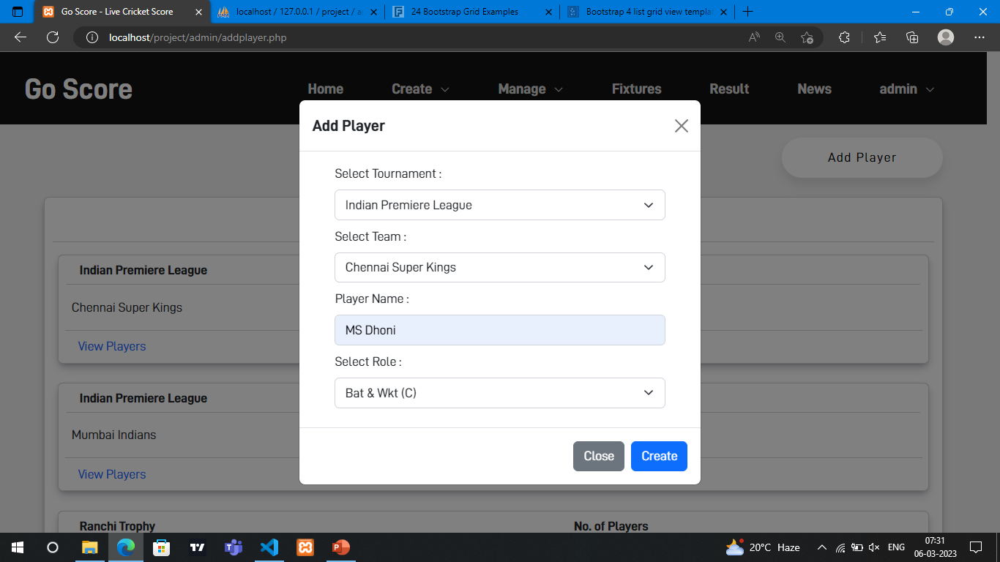 Go Score - Live Cricket Score
localhost / 127.0.0.1 / project / a
24 Bootstrap Grid Examples
Bootstrap 4 list grid view templa
localhost/project/admin/addplayer.php
Go Score
Home Create Manage Fixtures Result News admin
Add Player
Add Player
Select Tournament :
Indian Premiere League
Select Team :
Chennai Super Kings
Player Name :
MS Dhoni
Select Role :
Bat & Wkt (C)
Close Create
Indian Premiere League
Chennai Super Kings
View Players
Indian Premiere League
Mumbai Indians
View Players
Ranchi Trophy No. of Players
20°C Haze ENG 07:31
06-03-2023